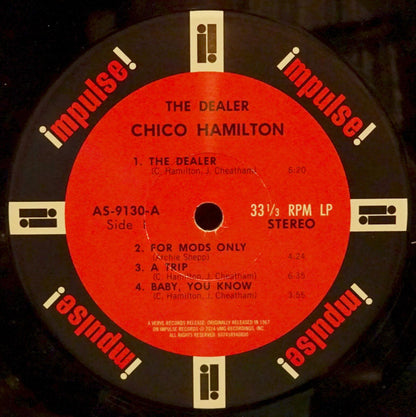 impulse!
impulse!
THE DEALER
CHICO HAMILTON
1. THE DEALER 5:20
(C. Hamilton, J. Cheatham)
AS-9130-A
Side 1
33 1/3 RPM LP
STEREO
2. FOR MODS ONLY
(Archie Shepp) 4:24
3. A TRIP
(C. Hamilton, J. Cheatham) 6:35
4. BABY, YOU KNOW
(C. Hamilton, J. Cheatham) 3:55
A VERVE RECORDS RELEASE; ORIGINALLY RELEASED IN 1967
ON IMPULSE RECORDS ℗ 2024 UMG RECORDINGS, INC.
ALL RIGHTS RESERVED.
impulse!
impulse!